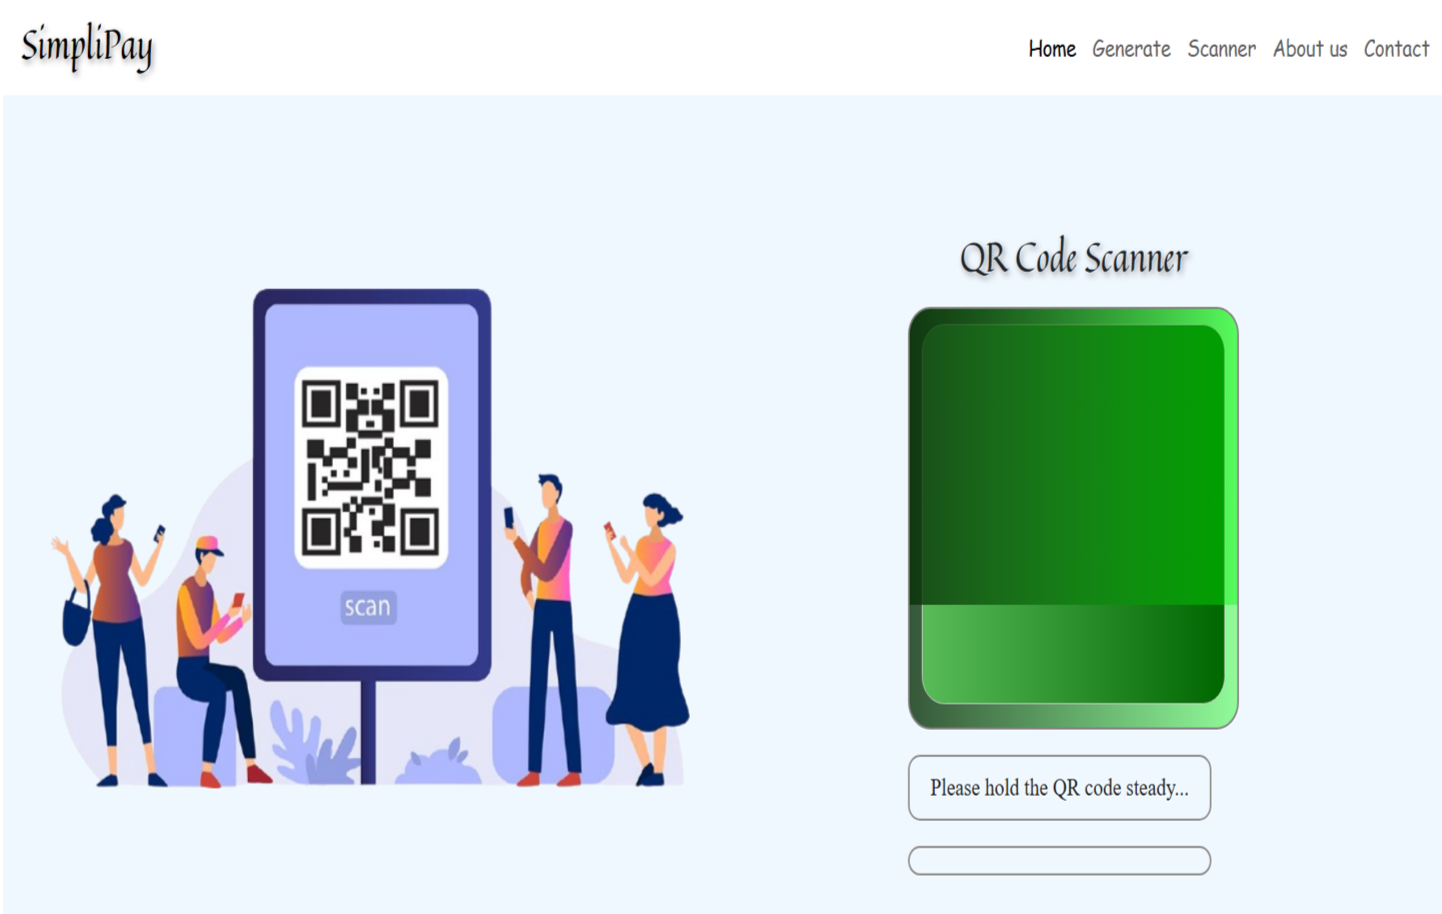 SimpliPay
Home Generate Scanner About us Contact
QR Code Scanner
scan
Please hold the QR code steady...